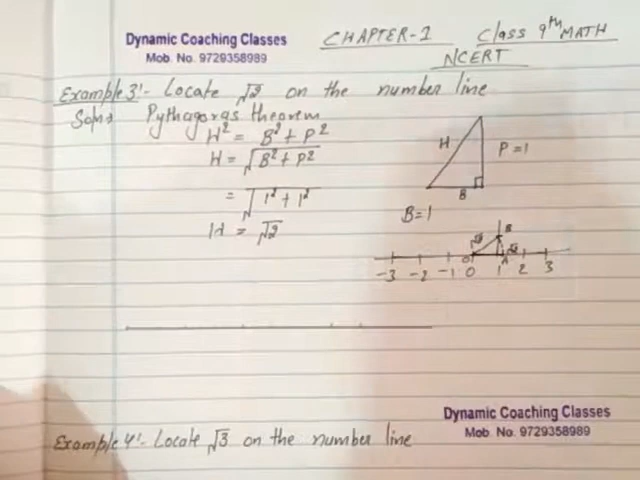 Dynamic Coaching Classes
Mob. No. 9729358989
CHAPTER-1 Class 9th MATH
NCERT
Example 3:- Locate √2 on the number line
Soln:→ Pythagoras theorem
H² = B² + P²
H = √B² + P²
= √1² + 1²
H = √2
H P=1
B
B=1
√2 B
O A √2
-3 -2 -1 0 1 2 3
Dynamic Coaching Classes
Mob. No. 9729358989
Example 4:- Locate √3 on the number line